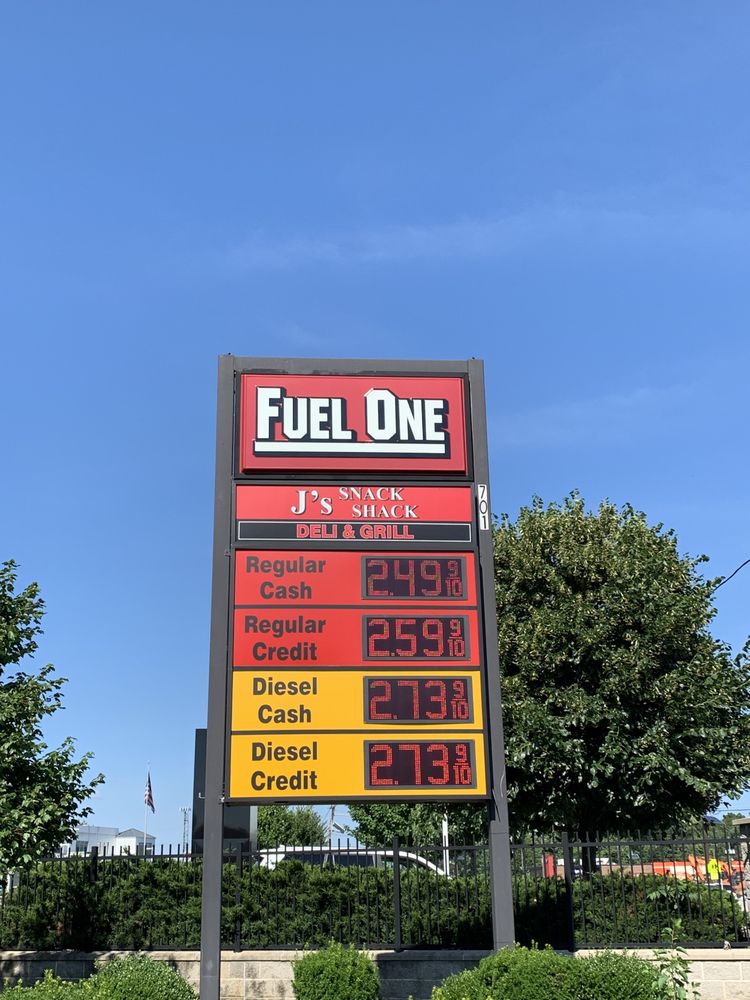 FUEL ONE
J's SNACK
SHACK
DELI & GRILL
701
Regular
Cash
2.49 9/10
Regular
Credit
2.59 9/10
Diesel
Cash
2.73 9/10
Diesel
Credit
2.73 9/10